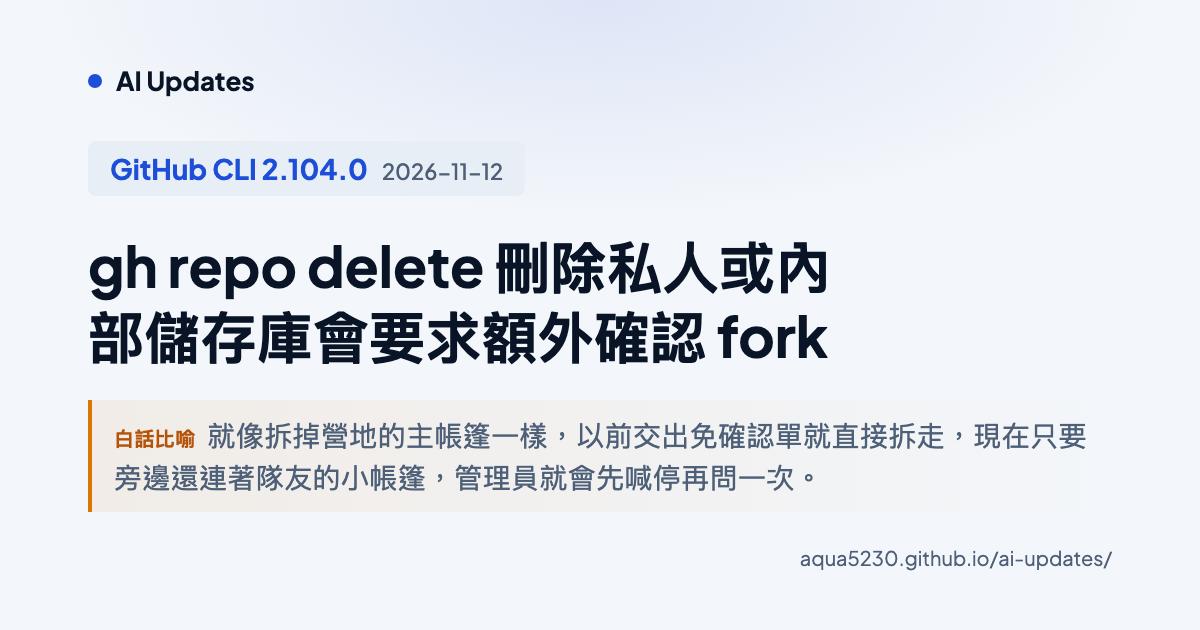 AI Updates
GitHub CLI 2.104.0 2026-11-12
gh repo delete 刪除私人或內
部儲存庫會要求額外確認 fork
白話比喻 就像拆掉營地的主帳篷一樣，以前交出免確認單就直接拆走，現在只要
旁邊還連著隊友的小帳篷，管理員就會先喊停再問一次。
aqua5230.github.io/ai-updates/